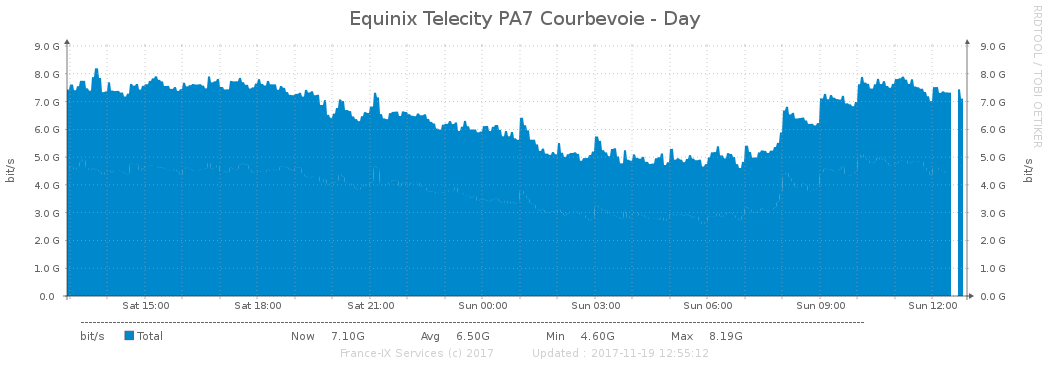 Equinix Telecity PA7 Courbevoie - Day
RRDTOOL / TOBI OETIKER
9.0 G 9.0 G
8.0 G 8.0 G
7.0 G 7.0 G
6.0 G 6.0 G
5.0 G 5.0 G
4.0 G 4.0 G
3.0 G 3.0 G
2.0 G 2.0 G
1.0 G 1.0 G
0.0 0.0 G
bit/s bit/s
Sat 15:00 Sat 18:00 Sat 21:00 Sun 00:00 Sun 03:00 Sun 06:00 Sun 09:00 Sun 12:00
bit/s Total Now 7.10G Avg 6.50G Min 4.60G Max 8.19G
France-IX Services (c) 2017 Updated : 2017-11-19 12:55:12